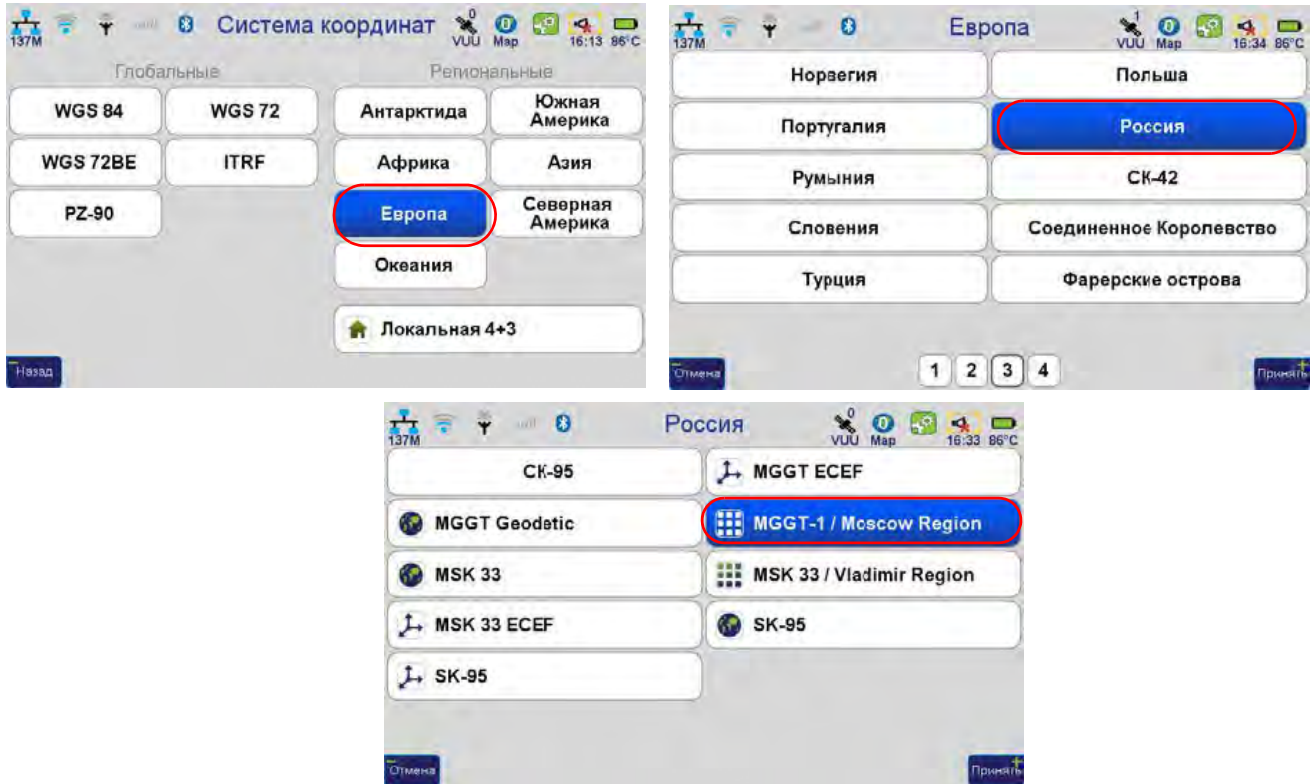 Система координат
0
137M
VUU
Map
16:13
86°C
Глобальные
Региональные
WGS 84
WGS 72
Антарктида
Южная
Америка
WGS 72BE
ITRF
Африка
Азия
PZ-90
Европа
Северная
Америка
Океания
Локальная 4+3
Назад
Европа
1
137M
VUU
Map
16:34
86°C
Норвегия
Польша
Португалия
Россия
Румыния
СК-42
Словения
Соединенное Королевство
Турция
Фарерские острова
Отмена
1
2
3
4
Принять
Россия
0
137M
VUU
Map
16:33
86°C
СК-95
MGGT ECEF
MGGT Geodetic
MGGT-1 / Moscow Region
MSK 33
MSK 33 / Vladimir Region
MSK 33 ECEF
SK-95
SK-95
Отмена
Принять